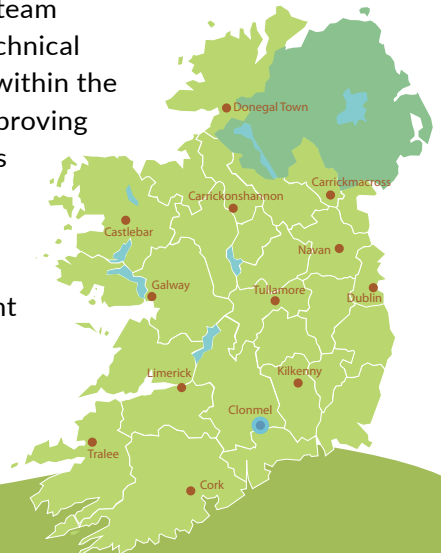 team
chnical
within the
proving
s
nt
Donegal Town
Carrickmacross
Carrickonshannon
Castlebar
Navan
Galway
Tullamore
Dublin
Limerick
Kilkenny
Clonmel
Tralee
Cork